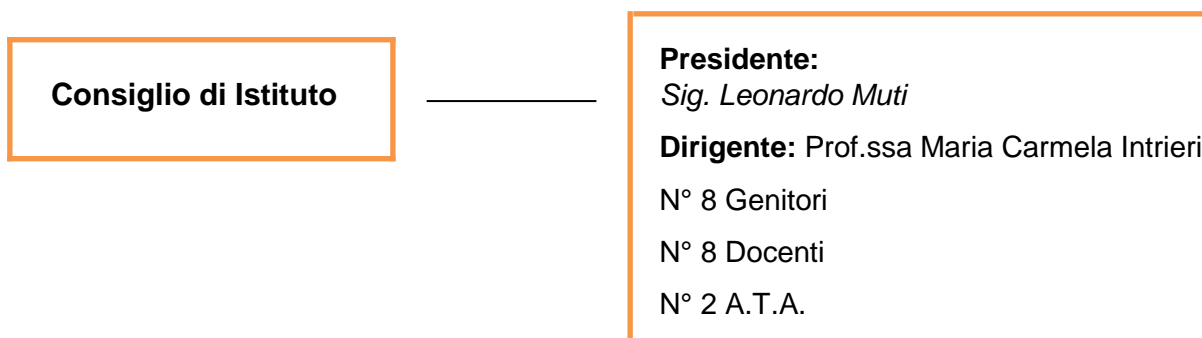 Consiglio di Istituto
Presidente:
Sig. Leonardo Muti
Dirigente: Prof.ssa Maria Carmela Intrieri
N° 8 Genitori
N° 8 Docenti
N° 2 A.T.A.